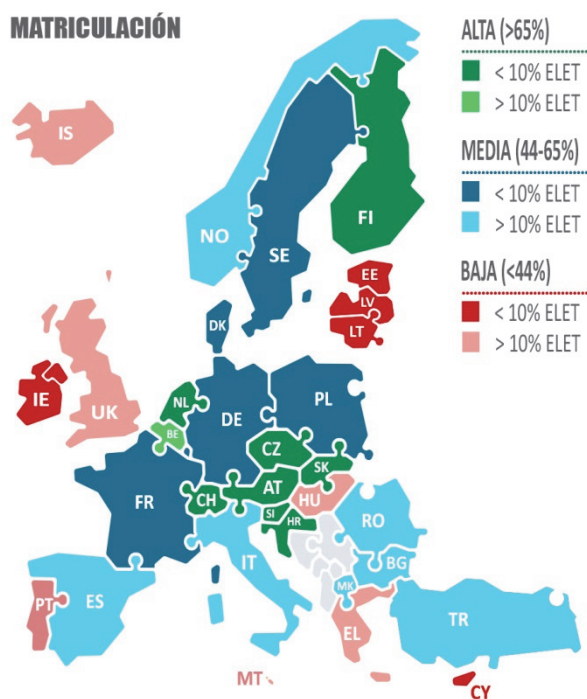 MATRICULACIÓN
ALTA (>65%)
< 10% ELET
> 10% ELET
MEDIA (44-65%)
< 10% ELET
> 10% ELET
BAJA (<44%)
< 10% ELET
> 10% ELET
IS
FI
NO
SE
EE
LV
LT
DK
IE
UK
NL
BE
DE
PL
CZ
SK
FR
CH
AT
HU
SI
HR
RO
IT
BG
MK
PT
ES
TR
EL
MT
CY